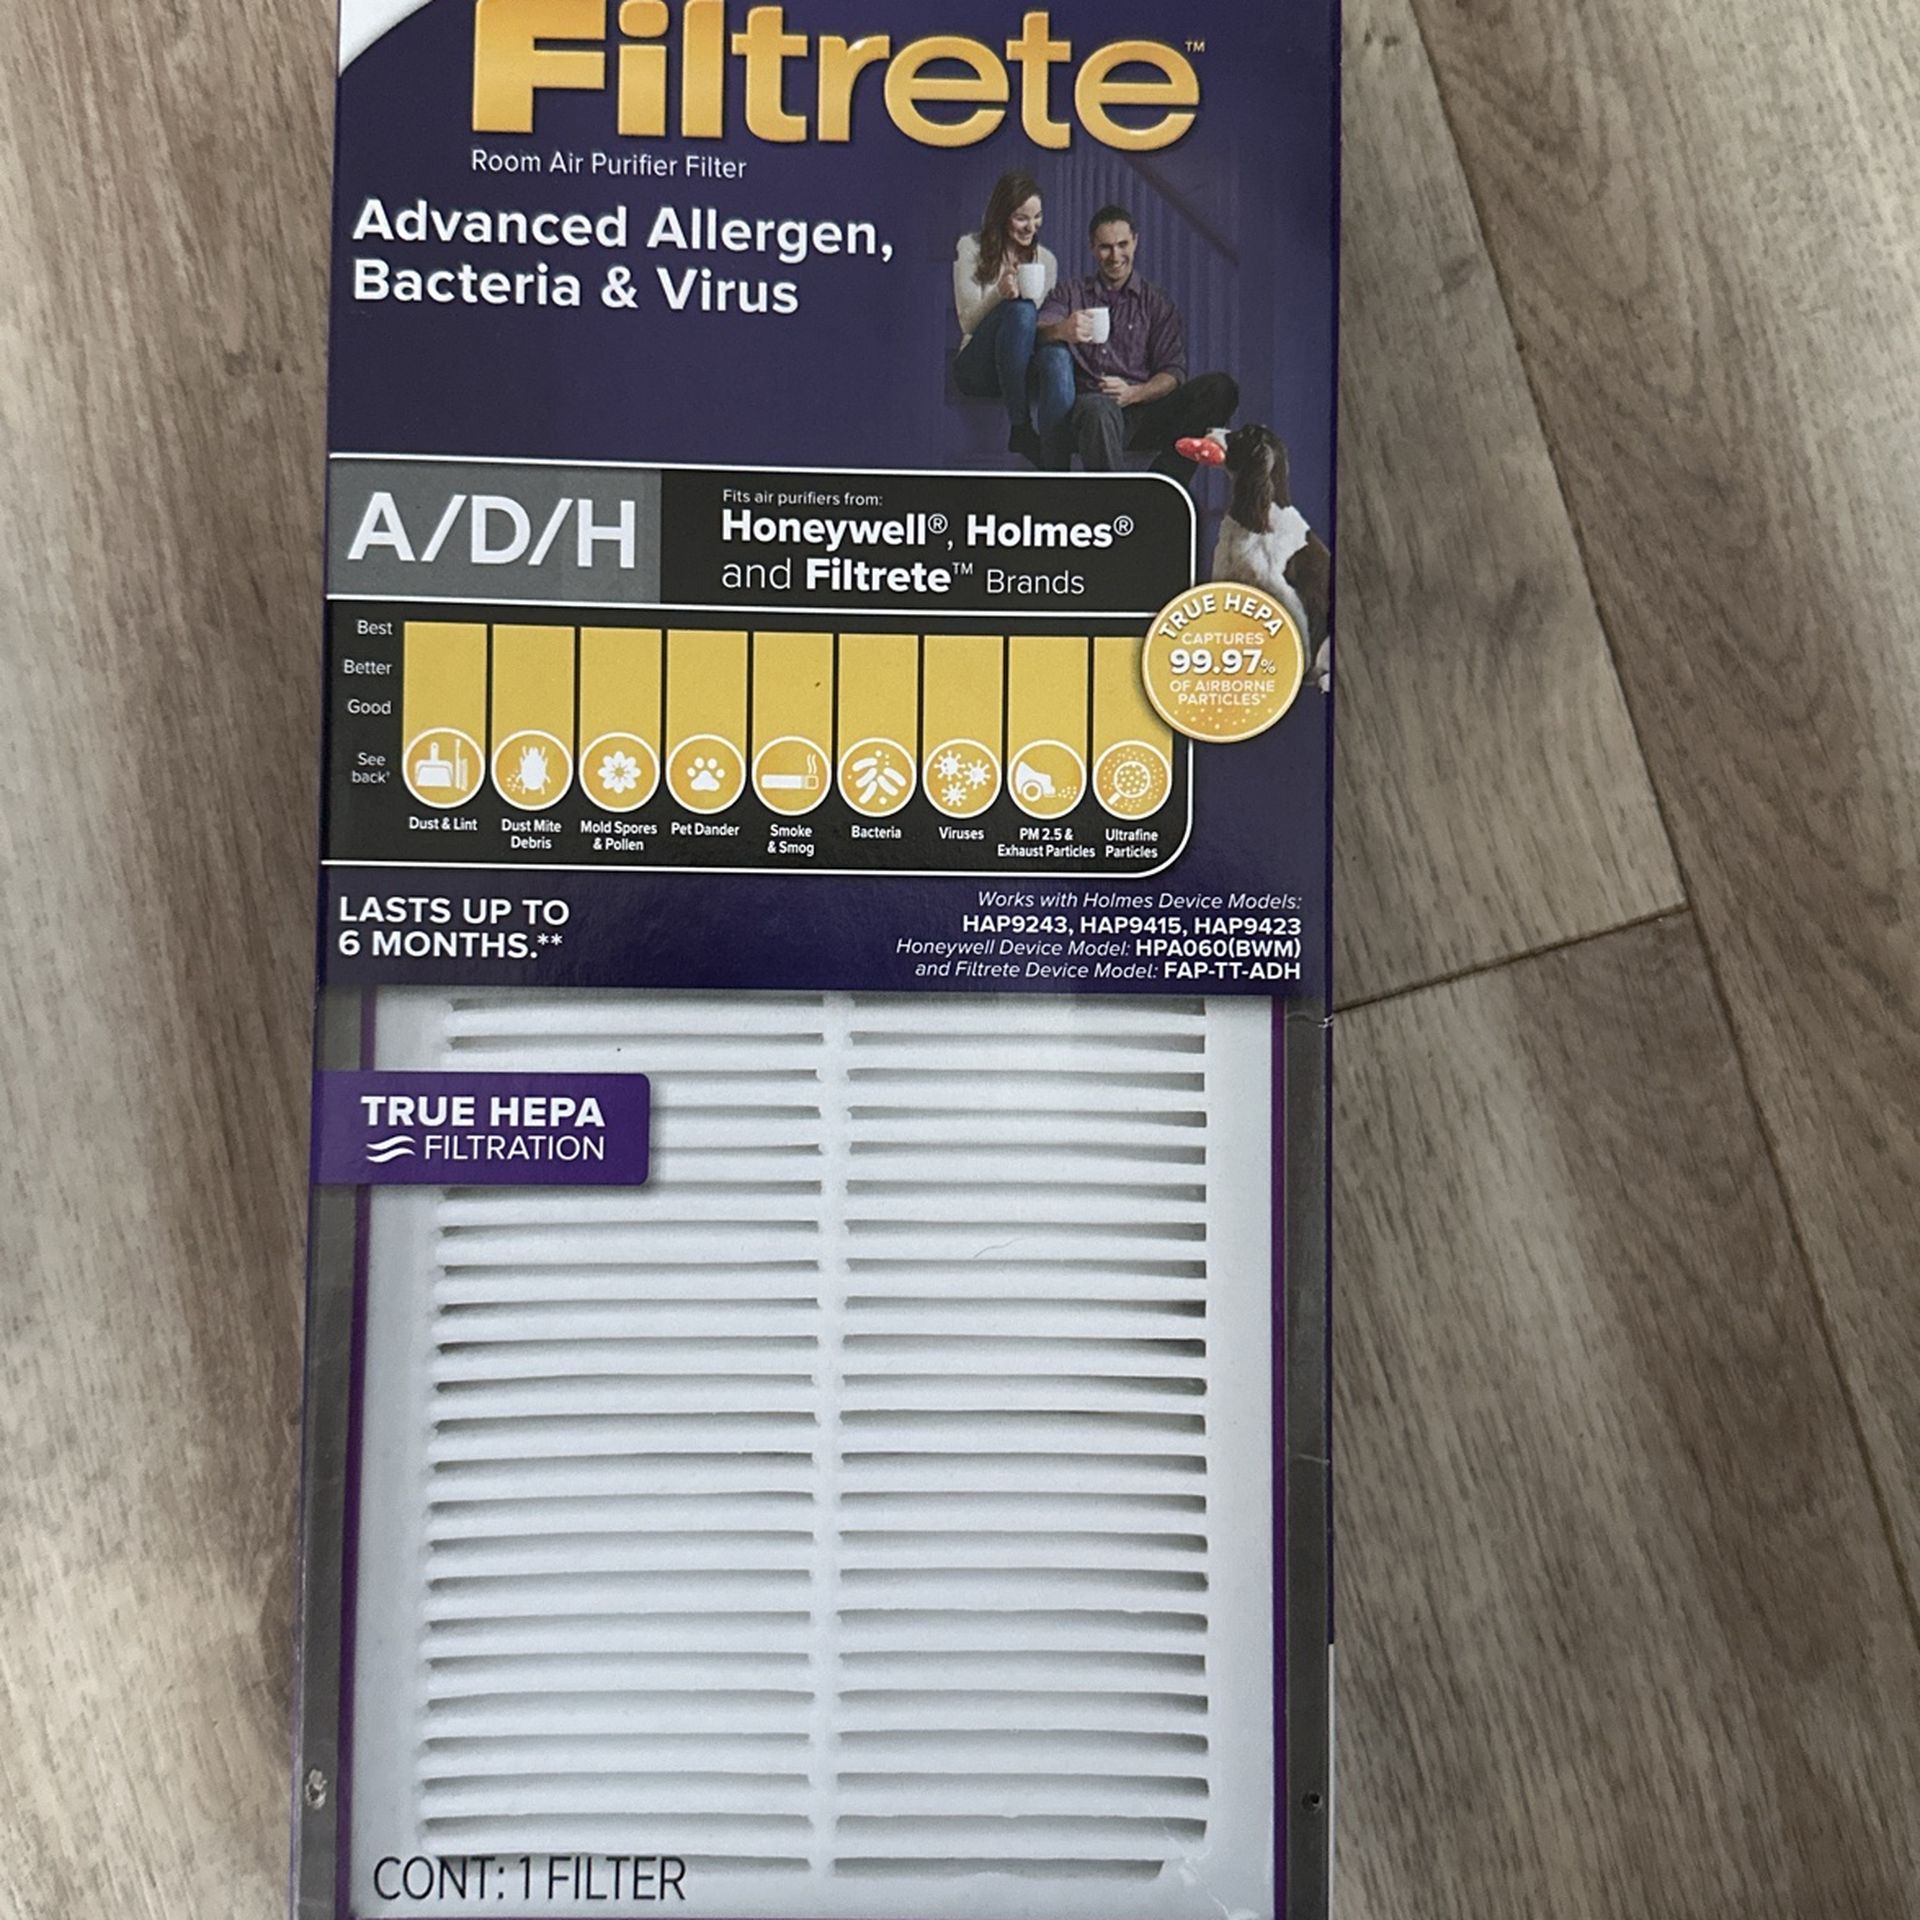 Filtrete™
Room Air Purifier Filter
Advanced Allergen,
Bacteria & Virus
A/D/H
Fits air purifiers from:
Honeywell®, Holmes®
and Filtrete™ Brands
TRUE HEPA
CAPTURES
99.97%
OF AIRBORNE
PARTICLES*
Best
Better
Good
See
back†
Dust & Lint
Dust Mite
Debris
Mold Spores
& Pollen
Pet Dander
Smoke
& Smog
Bacteria
Viruses
PM 2.5 &
Exhaust Particles
Ultrafine
Particles
LASTS UP TO
6 MONTHS.**
Works with Holmes Device Models:
HAP9243, HAP9415, HAP9423
Honeywell Device Model: HPA060(BWM)
and Filtrete Device Model: FAP-TT-ADH
TRUE HEPA
FILTRATION
CONT: 1 FILTER